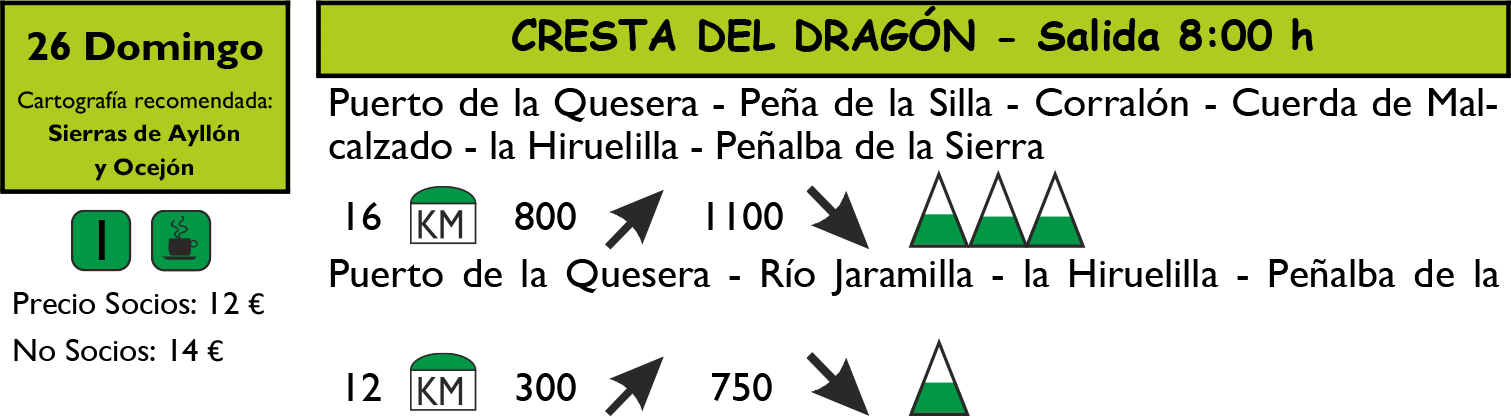 26 Domingo
Cartografía recomendada:
Sierras de Ayllón
y Ocejón
I
Precio Socios: 12 €
No Socios: 14 €
CRESTA DEL DRAGÓN - Salida 8:00 h
Puerto de la Quesera - Peña de la Silla - Corralón - Cuerda de Mal-
calzado - la Hiruelilla - Peñalba de la Sierra
16 KM 800 1100
Puerto de la Quesera - Río Jaramilla - la Hiruelilla - Peñalba de la
12 KM 300 750